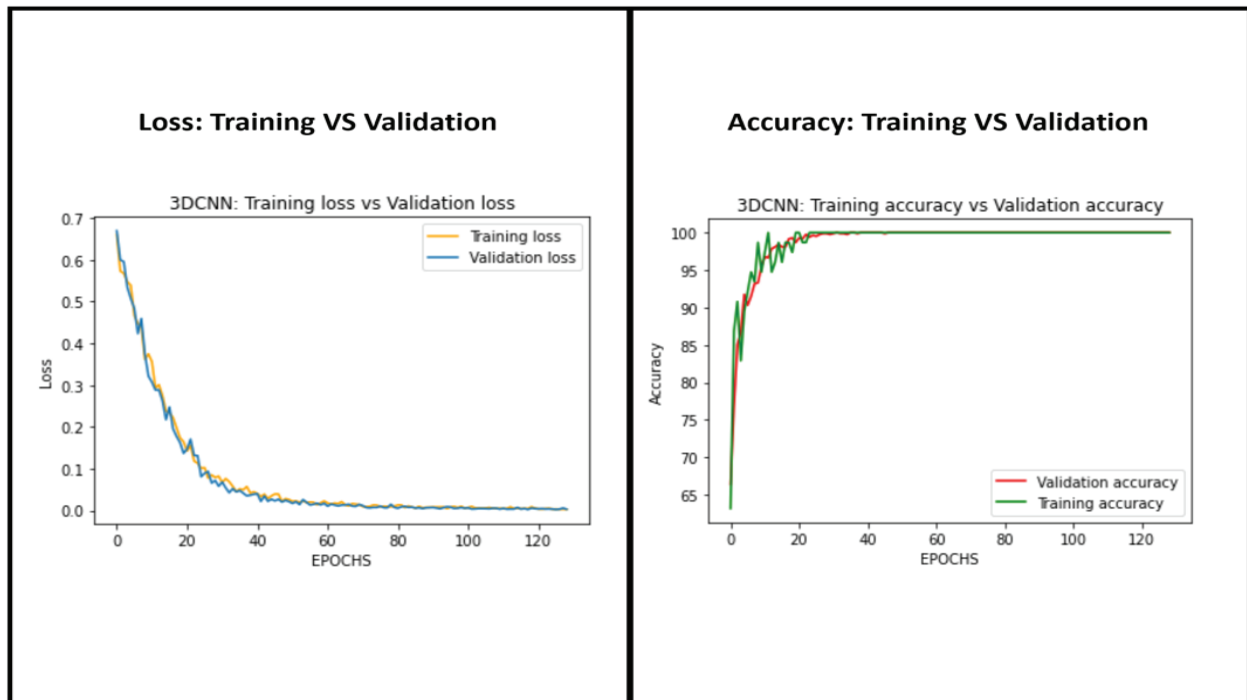 Loss: Training VS Validation
3DCNN: Training loss vs Validation loss
0.7
0.6
0.5
0.4
0.3
0.2
0.1
0.0
Loss
Training loss
Validation loss
0 20 40 60 80 100 120
EPOCHS
Accuracy: Training VS Validation
3DCNN: Training accuracy vs Validation accuracy
100
95
90
85
80
75
70
65
Accuracy
Validation accuracy
Training accuracy
0 20 40 60 80 100 120
EPOCHS